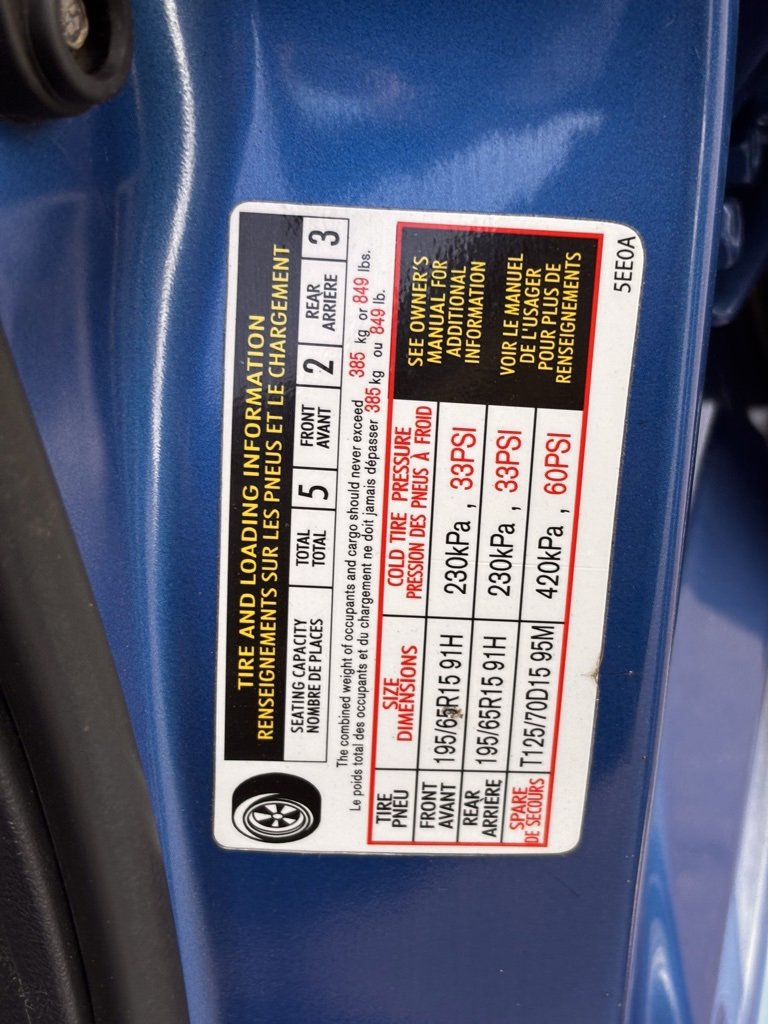 TIRE AND LOADING INFORMATION
RENSEIGNEMENTS SUR LES PNEUS ET LE CHARGEMENT
SEATING CAPACITY
NOMBRE DE PLACES
TOTAL
TOTAL
5
FRONT
AVANT
2
REAR
ARRIÈRE
3
The combined weight of occupants and cargo should never exceed 385 kg or 849 lbs.
Le poids total des occupants et du chargement ne doit jamais dépasser 385 kg ou 849 lb.
TIRE
PNEU
SIZE
DIMENSIONS
COLD TIRE PRESSURE
PRESSION DES PNEUS À FROID
FRONT
AVANT
195/65R15 91H
230kPa , 33PSI
REAR
ARRIÈRE
195/65R15 91H
230kPa , 33PSI
SPARE
DE SECOURS
T125/70D15 95M
420kPa , 60PSI
SEE OWNER'S
MANUAL FOR
ADDITIONAL
INFORMATION
VOIR LE MANUEL
DE L'USAGER
POUR PLUS DE
RENSEIGNEMENTS
5EE0A